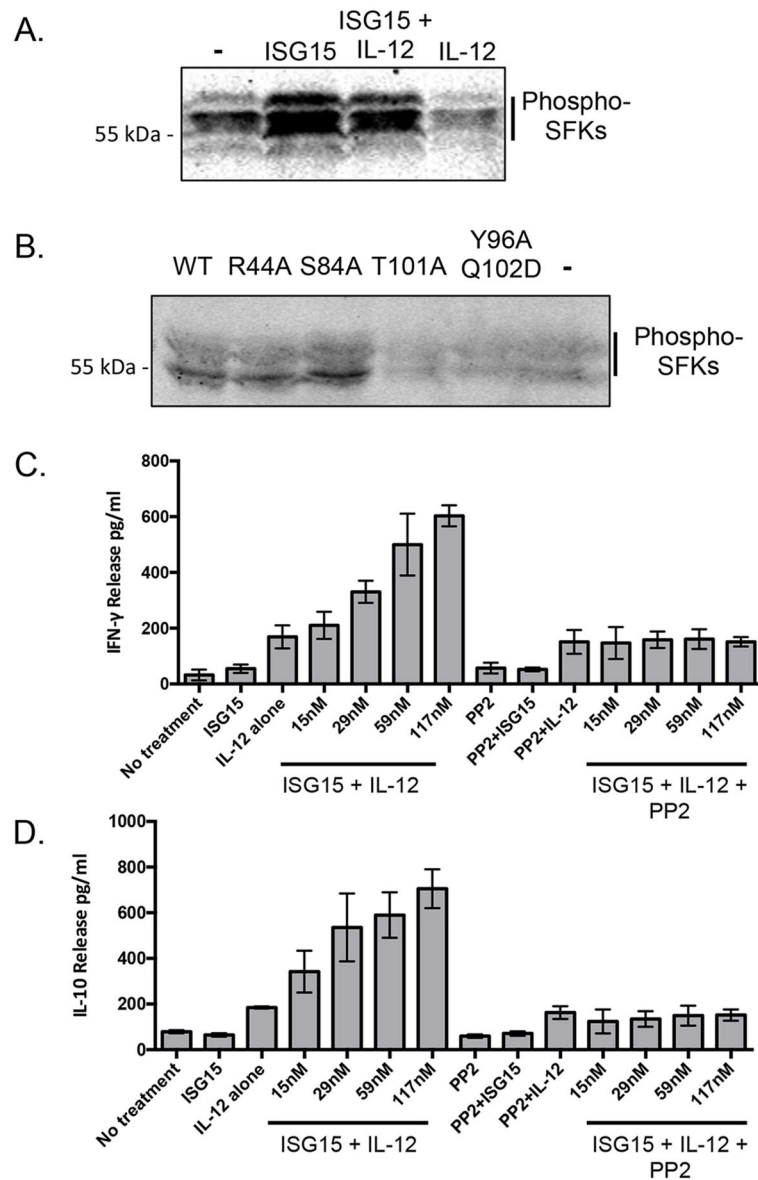 A.
- ISG15 ISG15 + IL-12 IL-12
55 kDa -
Phospho-
SFKs
B.
WT R44A S84A T101A Y96A Q102D -
55 kDa -
Phospho-
SFKs
C.
IFN-γ Release pg/ml
800
600
400
200
0
No treatment
ISG15
IL-12 alone
15nM
29nM
59nM
117nM
PP2
PP2+ISG15
PP2+IL-12
15nM
29nM
59nM
117nM
ISG15 + IL-12
ISG15 + IL-12 +
PP2
D.
IL-10 Release pg/ml
1000
800
600
400
200
0
No treatment
ISG15
IL-12 alone
15nM
29nM
59nM
117nM
PP2
PP2+ISG15
PP2+IL-12
15nM
29nM
59nM
117nM
ISG15 + IL-12
ISG15 + IL-12 +
PP2